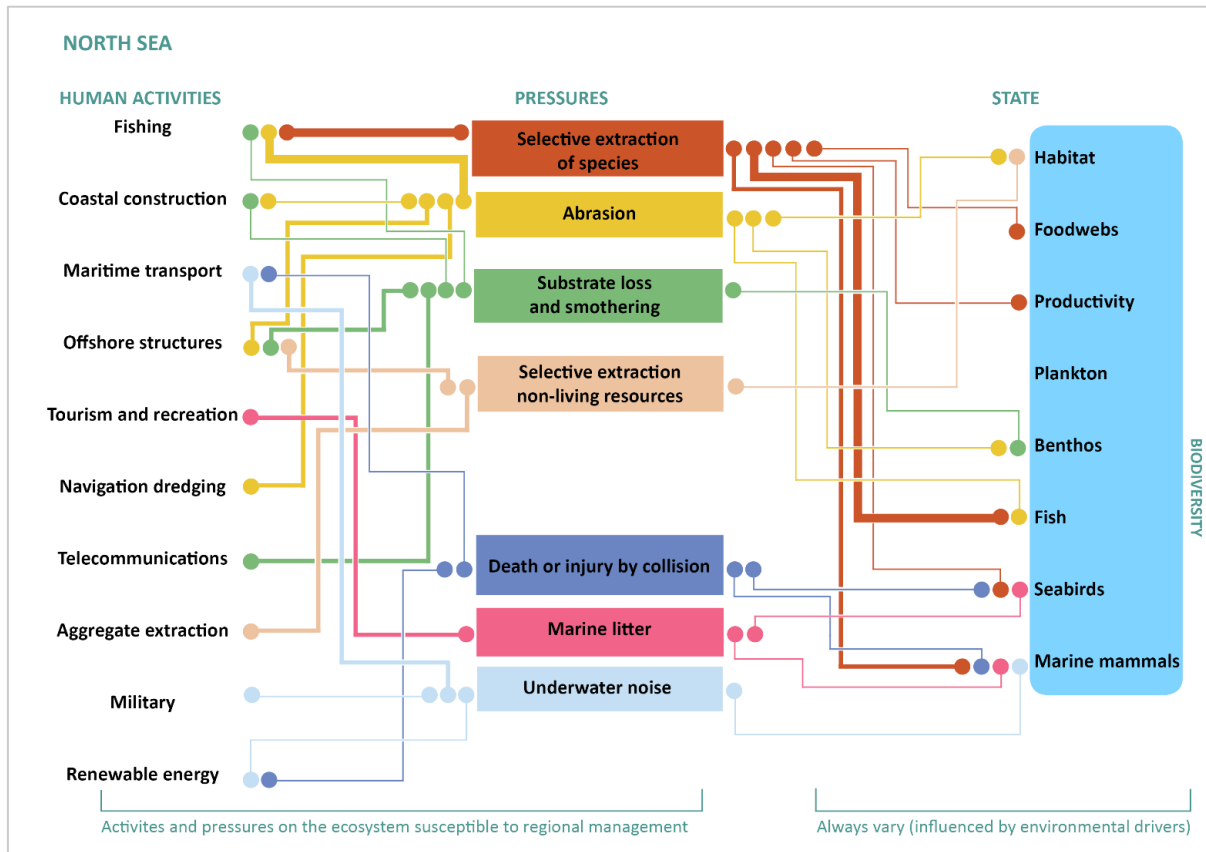 NORTH SEA
HUMAN ACTIVITIES
PRESSURES
STATE
Fishing
Coastal construction
Maritime transport
Offshore structures
Tourism and recreation
Navigation dredging
Telecommunications
Aggregate extraction
Military
Renewable energy
Selective extraction
of species
Abrasion
Substrate loss
and smothering
Selective extraction
non-living resources
Death or injury by collision
Marine litter
Underwater noise
Habitat
Foodwebs
Productivity
Plankton
Benthos
Fish
Seabirds
Marine mammals
BIODIVERSITY
Activites and pressures on the ecosystem susceptible to regional management
Always vary (influenced by environmental drivers)